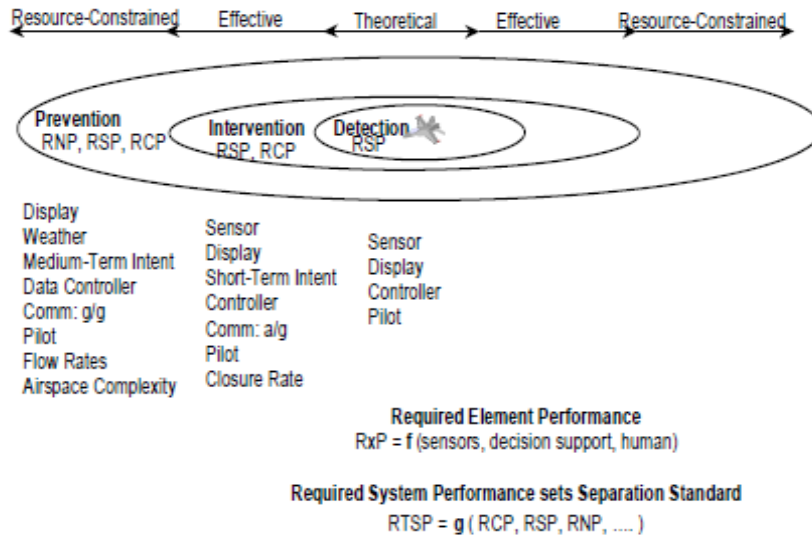 Resource-Constrained Effective Theoretical Effective Resource-Constrained
Prevention
RNP, RSP, RCP
Intervention
RSP, RCP
Detection
RSP
Display
Weather
Medium-Term Intent
Data Controller
Comm: g/g
Pilot
Flow Rates
Airspace Complexity
Sensor
Display
Short-Term Intent
Controller
Comm: a/g
Pilot
Closure Rate
Sensor
Display
Controller
Pilot
Required Element Performance
RxP = f (sensors, decision support, human)
Required System Performance sets Separation Standard
RTSP = g ( RCP, RSP, RNP, .... )